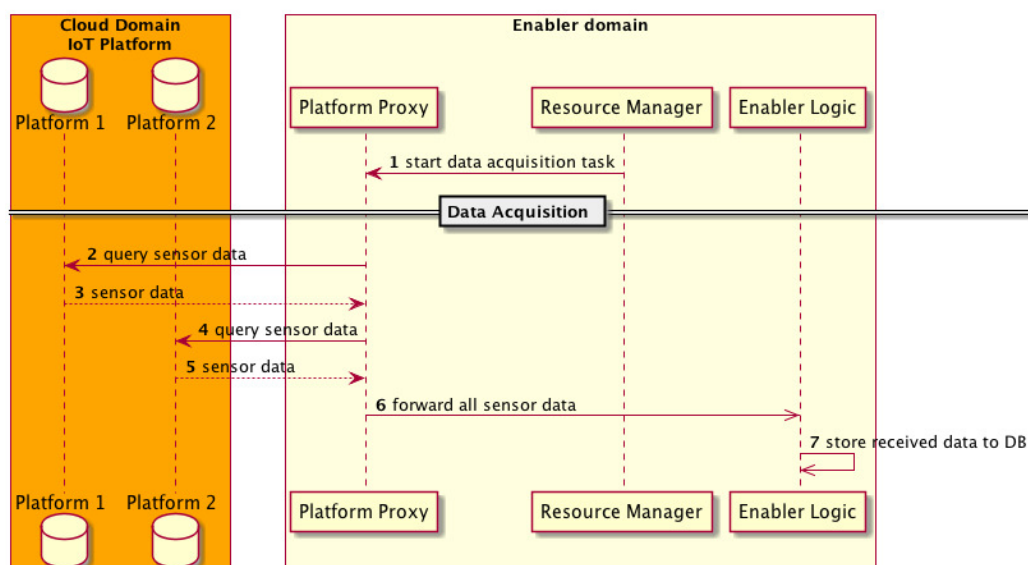 Cloud Domain
IoT Platform
Enabler domain
Platform 1
Platform 2
Platform Proxy
Resource Manager
Enabler Logic
1 start data acquisition task
Data Acquisition
2 query sensor data
3 sensor data
4 query sensor data
5 sensor data
6 forward all sensor data
7 store received data to DB
Platform 1
Platform 2
Platform Proxy
Resource Manager
Enabler Logic